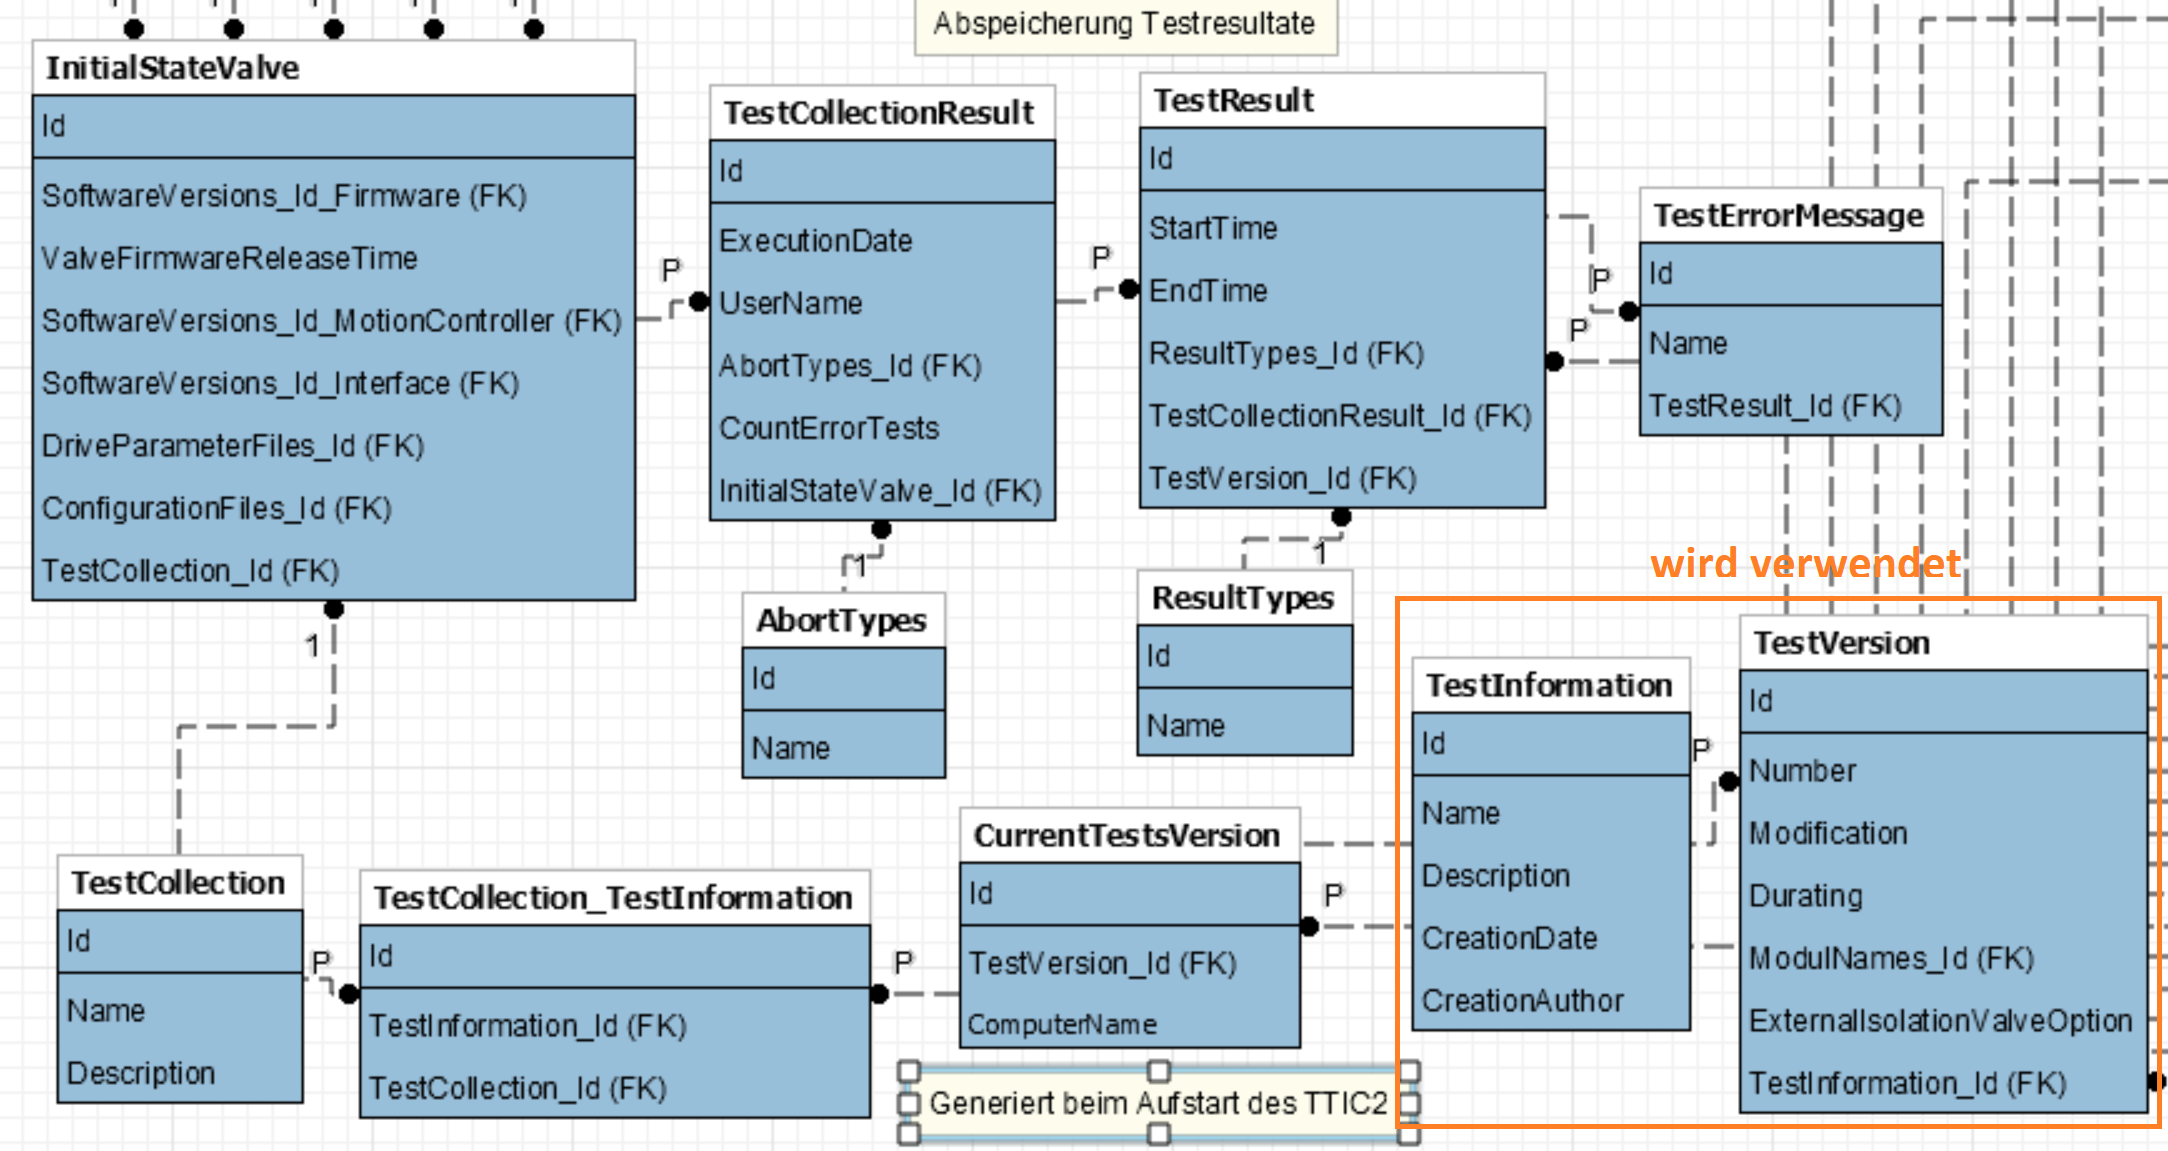 Abspeicherung Testresultate
InitialStateValve
Id
SoftwareVersions_Id_Firmware (FK)
ValveFirmwareReleaseTime
SoftwareVersions_Id_MotionController (FK)
SoftwareVersions_Id_Interface (FK)
DriveParameterFiles_Id (FK)
ConfigurationFiles_Id (FK)
TestCollection_Id (FK)
P
TestCollectionResult
Id
ExecutionDate
UserName
AbortTypes_Id (FK)
CountErrorTests
InitialStateValve_Id (FK)
P
TestResult
Id
StartTime
EndTime
ResultTypes_Id (FK)
TestCollectionResult_Id (FK)
TestVersion_Id (FK)
P
P
TestErrorMessage
Id
Name
TestResult_Id (FK)
1
1
1
AbortTypes
Id
Name
ResultTypes
Id
Name
wird verwendet
TestInformation
Id
Name
Description
CreationDate
CreationAuthor
P
TestVersion
Id
Number
Modification
Durating
ModulNames_Id (FK)
ExternalIsolationValveOption
TestInformation_Id (FK)
TestCollection
Id
Name
Description
P
TestCollection_TestInformation
Id
TestInformation_Id (FK)
TestCollection_Id (FK)
P
CurrentTestsVersion
Id
TestVersion_Id (FK)
ComputerName
P
Generiert beim Aufstart des TTIC2